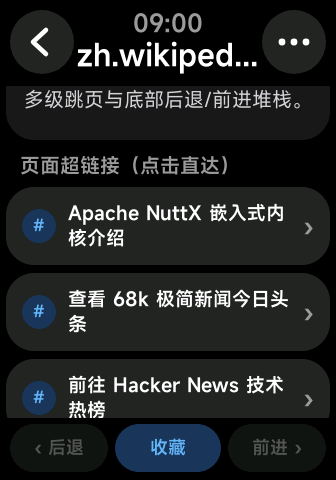 09:00
zh.wikiped...
多级跳页与底部后退/前进堆栈。
页面超链接（点击直达）
# Apache NuttX 嵌入式内
核介绍 ›
# 查看 68k 极简新闻今日头
条 ›
# 前往 Hacker News 技术
热榜 ›
‹ 后退 收藏 前进 ›